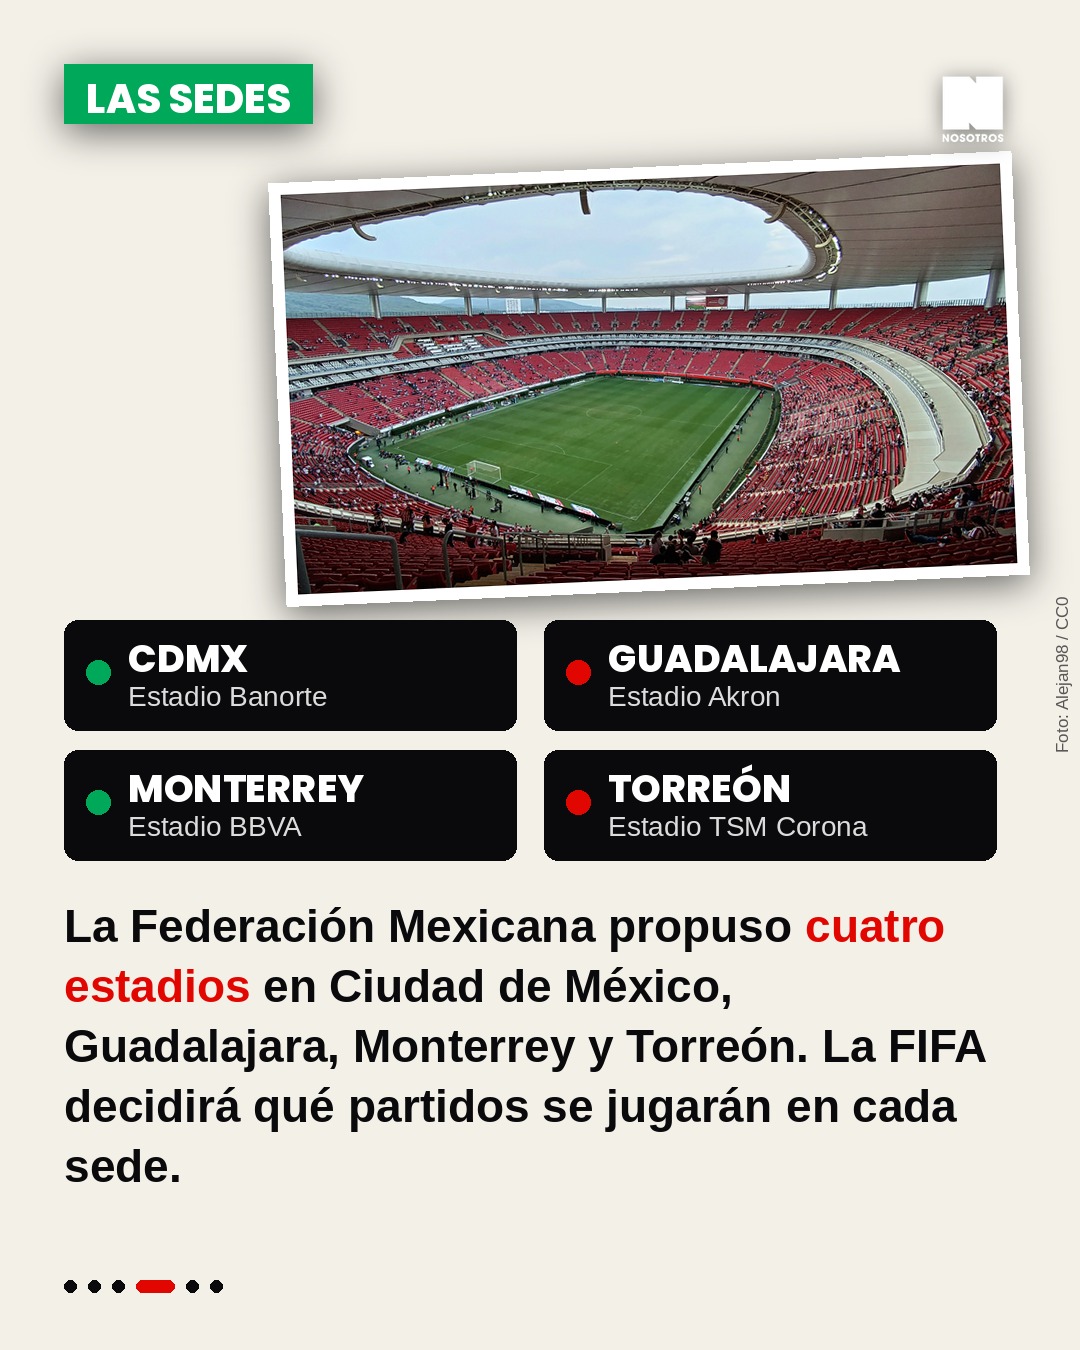 LAS SEDES
NOSOTROS
CDMX
Estadio Banorte
GUADALAJARA
Estadio Akron
MONTERREY
Estadio BBVA
TORREÓN
Estadio TSM Corona
Foto: Alejan98 / CC0
La Federación Mexicana propuso cuatro
estadios en Ciudad de México,
Guadalajara, Monterrey y Torreón. La FIFA
decidirá qué partidos se jugarán en cada
sede.